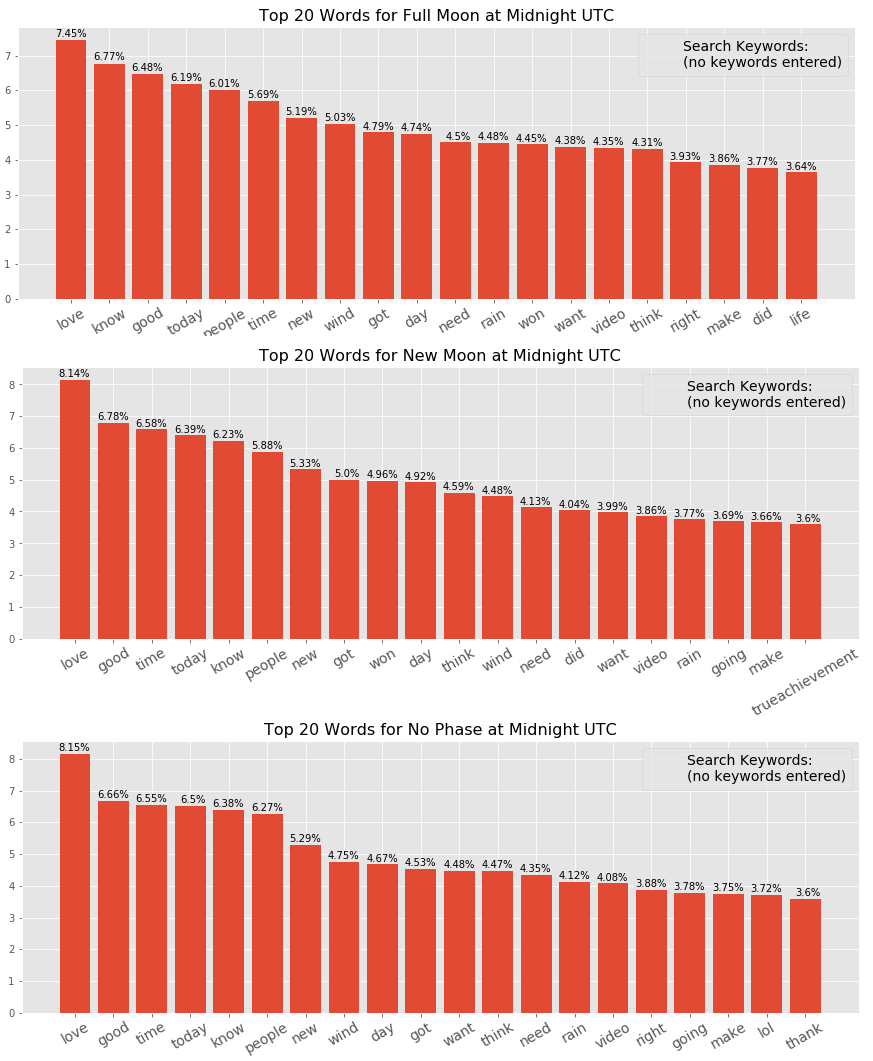 Top 20 Words for Full Moon at Midnight UTC
Search Keywords:
(no keywords entered)
7
6
5
4
3
2
1
0
7.45% 6.77% 6.48% 6.19% 6.01% 5.69% 5.19% 5.03% 4.79% 4.74% 4.5% 4.48% 4.45% 4.38% 4.35% 4.31% 3.93% 3.86% 3.77% 3.64%
love know good today people time new wind got day need rain won want video think right make did life
Top 20 Words for New Moon at Midnight UTC
Search Keywords:
(no keywords entered)
8
7
6
5
4
3
2
1
0
8.14% 6.78% 6.58% 6.39% 6.23% 5.88% 5.33% 5.0% 4.96% 4.92% 4.59% 4.48% 4.13% 4.04% 3.99% 3.86% 3.77% 3.69% 3.66% 3.6%
love good time today know people new got won day think wind need did want video rain going make trueachievement
Top 20 Words for No Phase at Midnight UTC
Search Keywords:
(no keywords entered)
8
7
6
5
4
3
2
1
0
8.15% 6.66% 6.55% 6.5% 6.38% 6.27% 5.29% 4.75% 4.67% 4.53% 4.48% 4.47% 4.35% 4.12% 4.08% 3.88% 3.78% 3.75% 3.72% 3.6%
love good time today know people new wind day got want think need rain video right going make lol thank